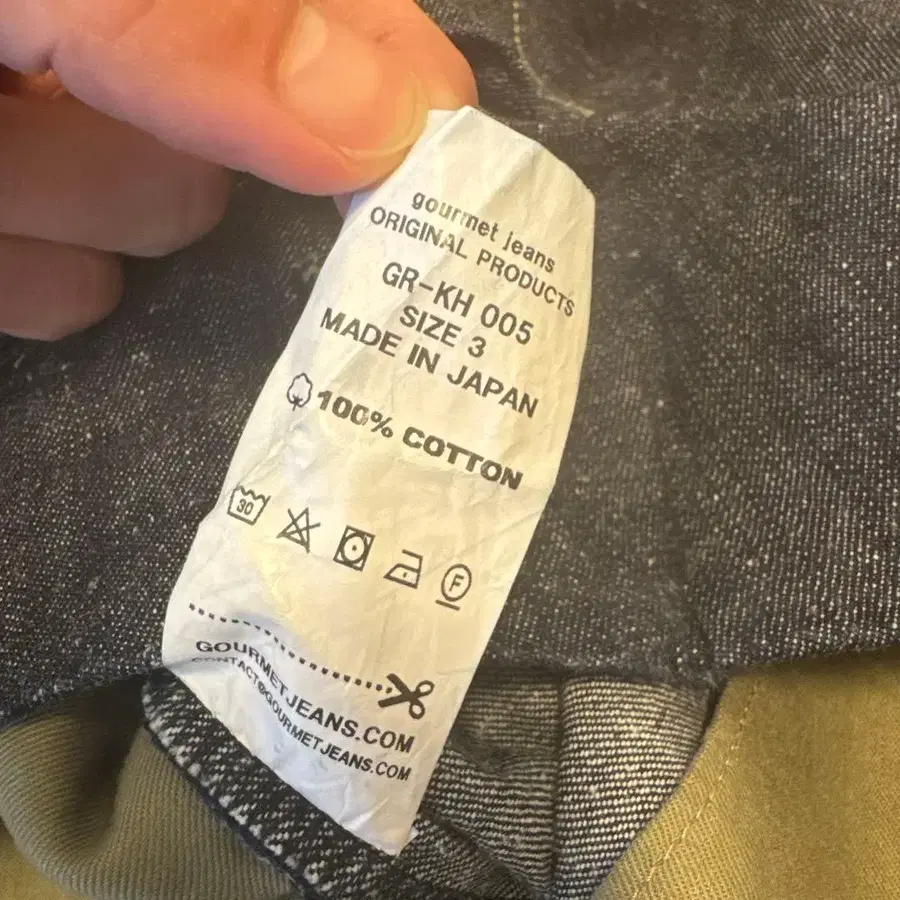 gourmet jeans
ORIGINAL PRODUCTS
GR-KH 005
SIZE 3
MADE IN JAPAN
100% COTTON
30
F
GOURMETJEANS.COM
CONTACT@GOURMETJEANS.COM